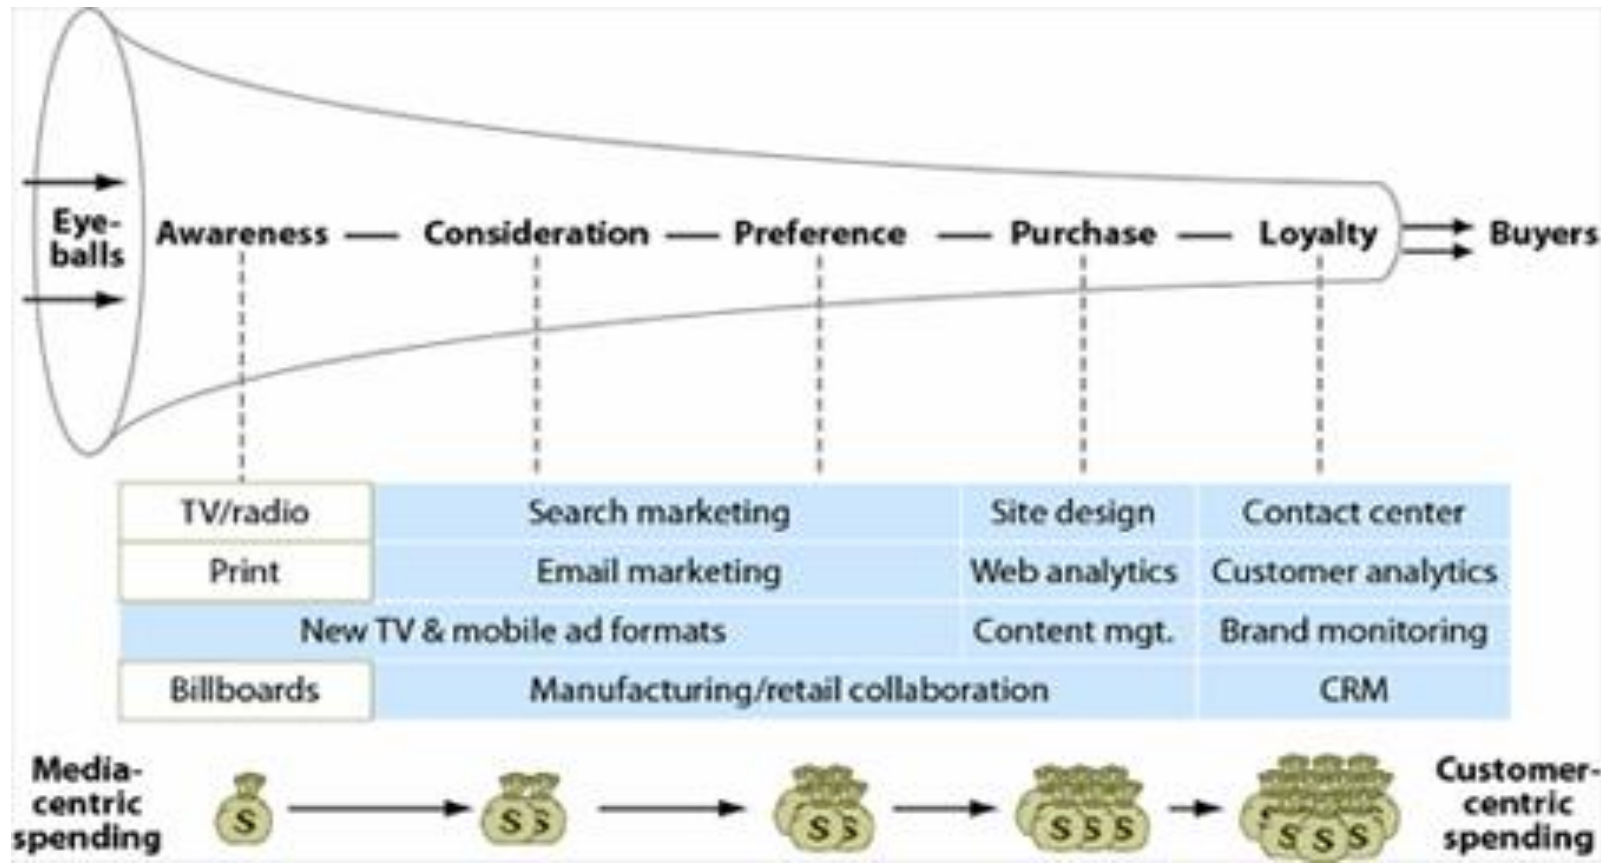 Eye-
balls
Awareness
Consideration
Preference
Purchase
Loyalty
Buyers
TV/radio
Search marketing
Site design
Contact center
Print
Email marketing
Web analytics
Customer analytics
New TV & mobile ad formats
Content mgt.
Brand monitoring
Billboards
Manufacturing/retail collaboration
CRM
Media-
centric
spending
$
$ $
$ $
$ $ $
$ $ $
Customer-
centric
spending